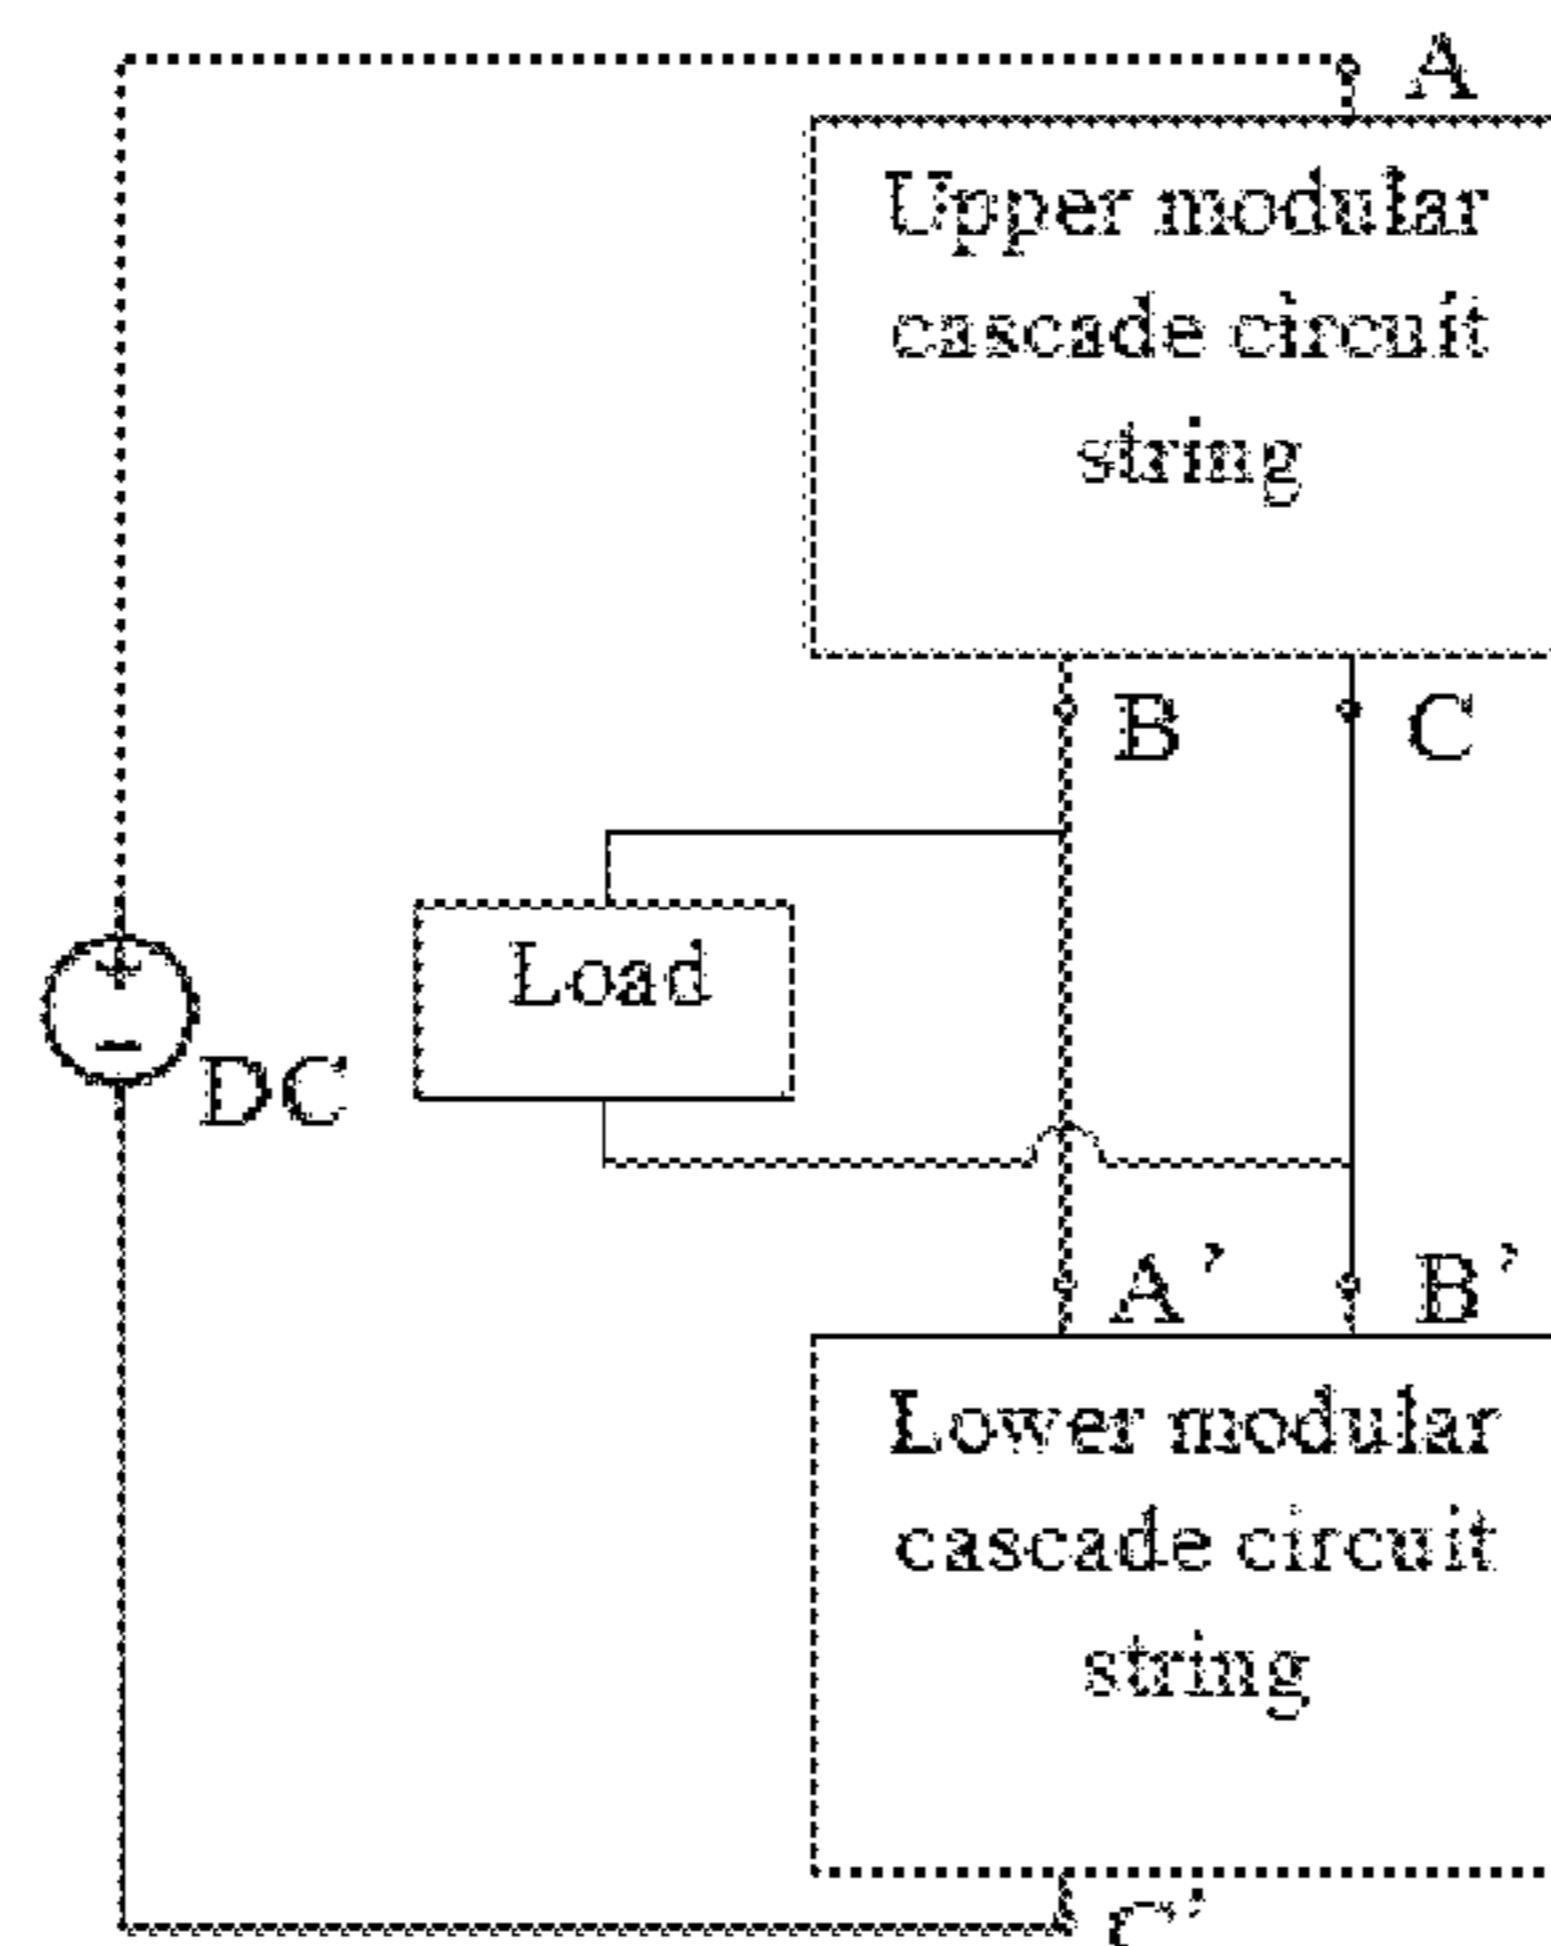 A
Upper modular
cascade circuit
string
B
C
Load
DC
A'
B'
Lower modular
cascade circuit
string
C'